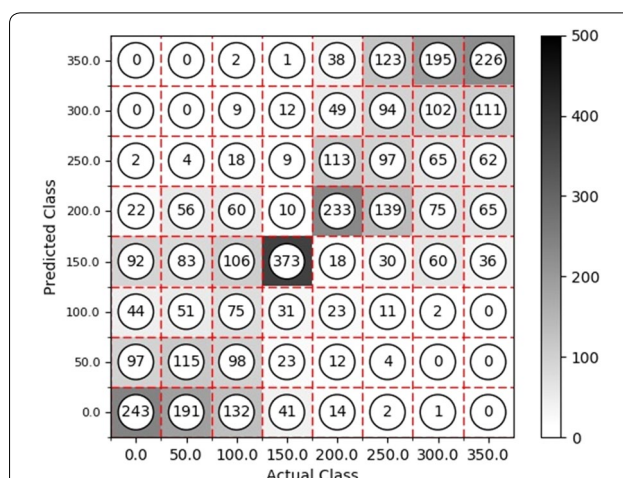 350.0 0 0 2 1 38 123 195 226
300.0 0 0 9 12 49 94 102 111
250.0 2 4 18 9 113 97 65 62
200.0 22 56 60 10 233 139 75 65
150.0 92 83 106 373 18 30 60 36
100.0 44 51 75 31 23 11 2 0
50.0 97 115 98 23 12 4 0 0
0.0 243 191 132 41 14 2 1 0
0.0 50.0 100.0 150.0 200.0 250.0 300.0 350.0
Actual Class
Predicted Class
500
400
300
200
100
0